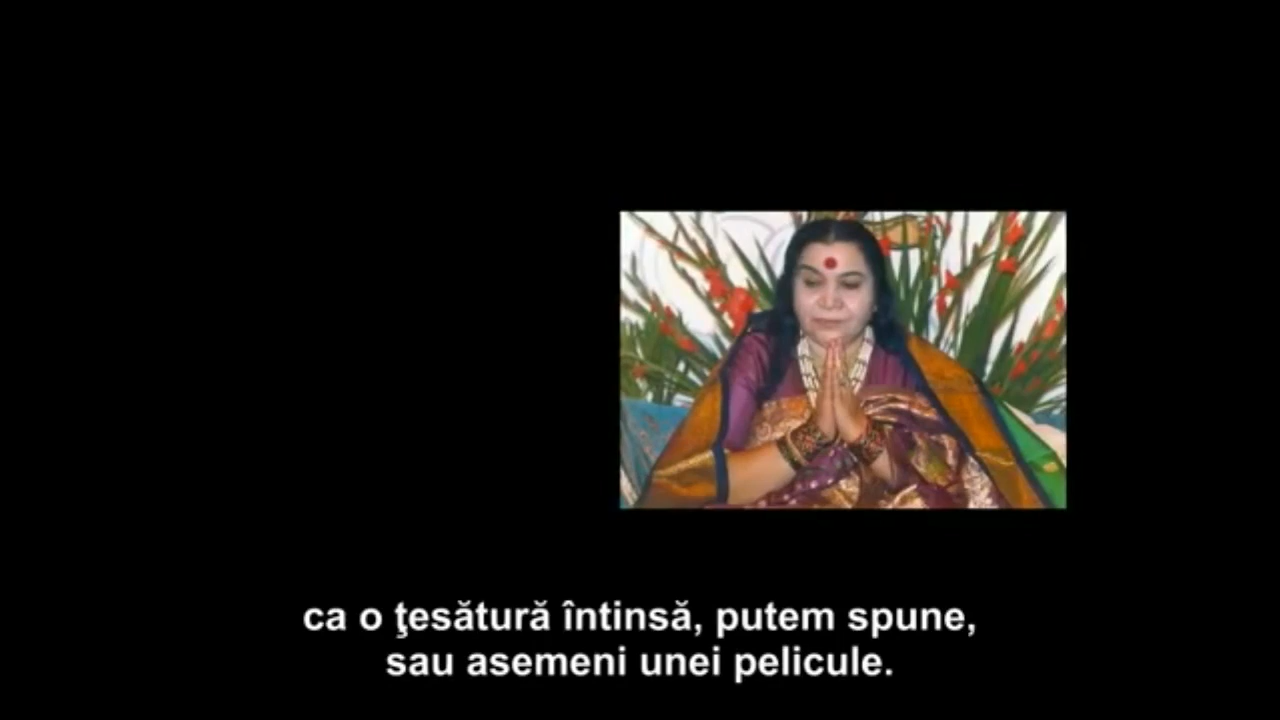 ca o ţesătură întinsă, putem spune,
sau asemeni unei pelicule.